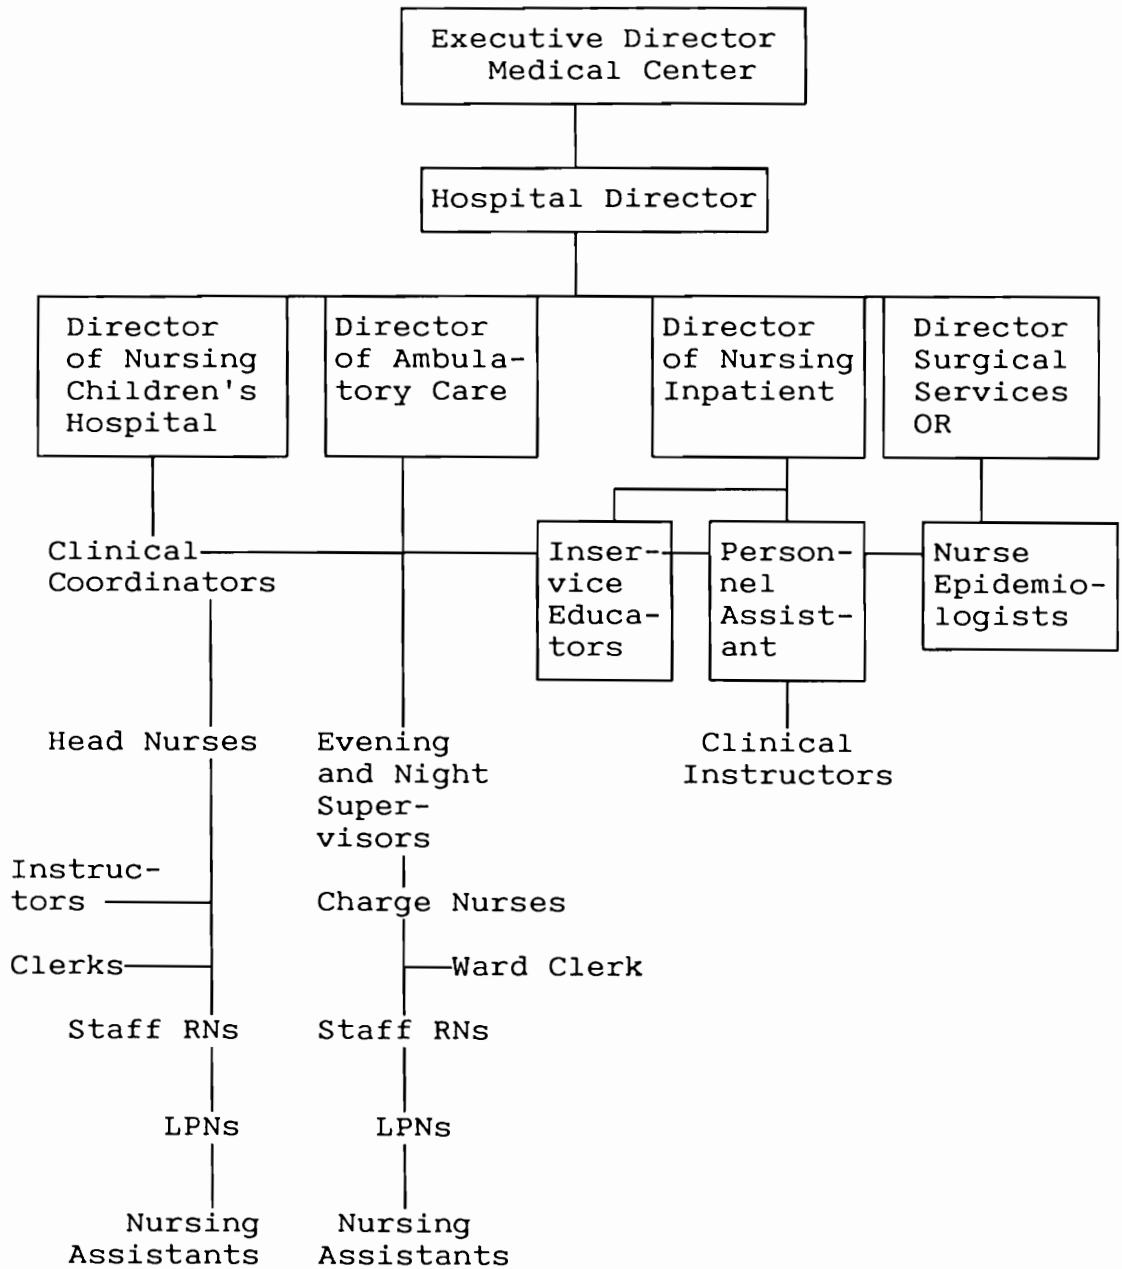 Executive Director
Medical Center
Hospital Director
Director
of Nursing
Children's
Hospital
Director
of Ambula-
tory Care
Director
of Nursing
Inpatient
Director
Surgical
Services
OR
Clinical
Coordinators
Inser-
vice
Educa-
tors
Person-
nel
Assist-
ant
Nurse
Epidemio-
logists
Head Nurses
Evening
and Night
Super-
visors
Clinical
Instructors
Instruc-
tors
Charge Nurses
Clerks
Ward Clerk
Staff RNs
Staff RNs
LPNs
LPNs
Nursing
Assistants
Nursing
Assistants